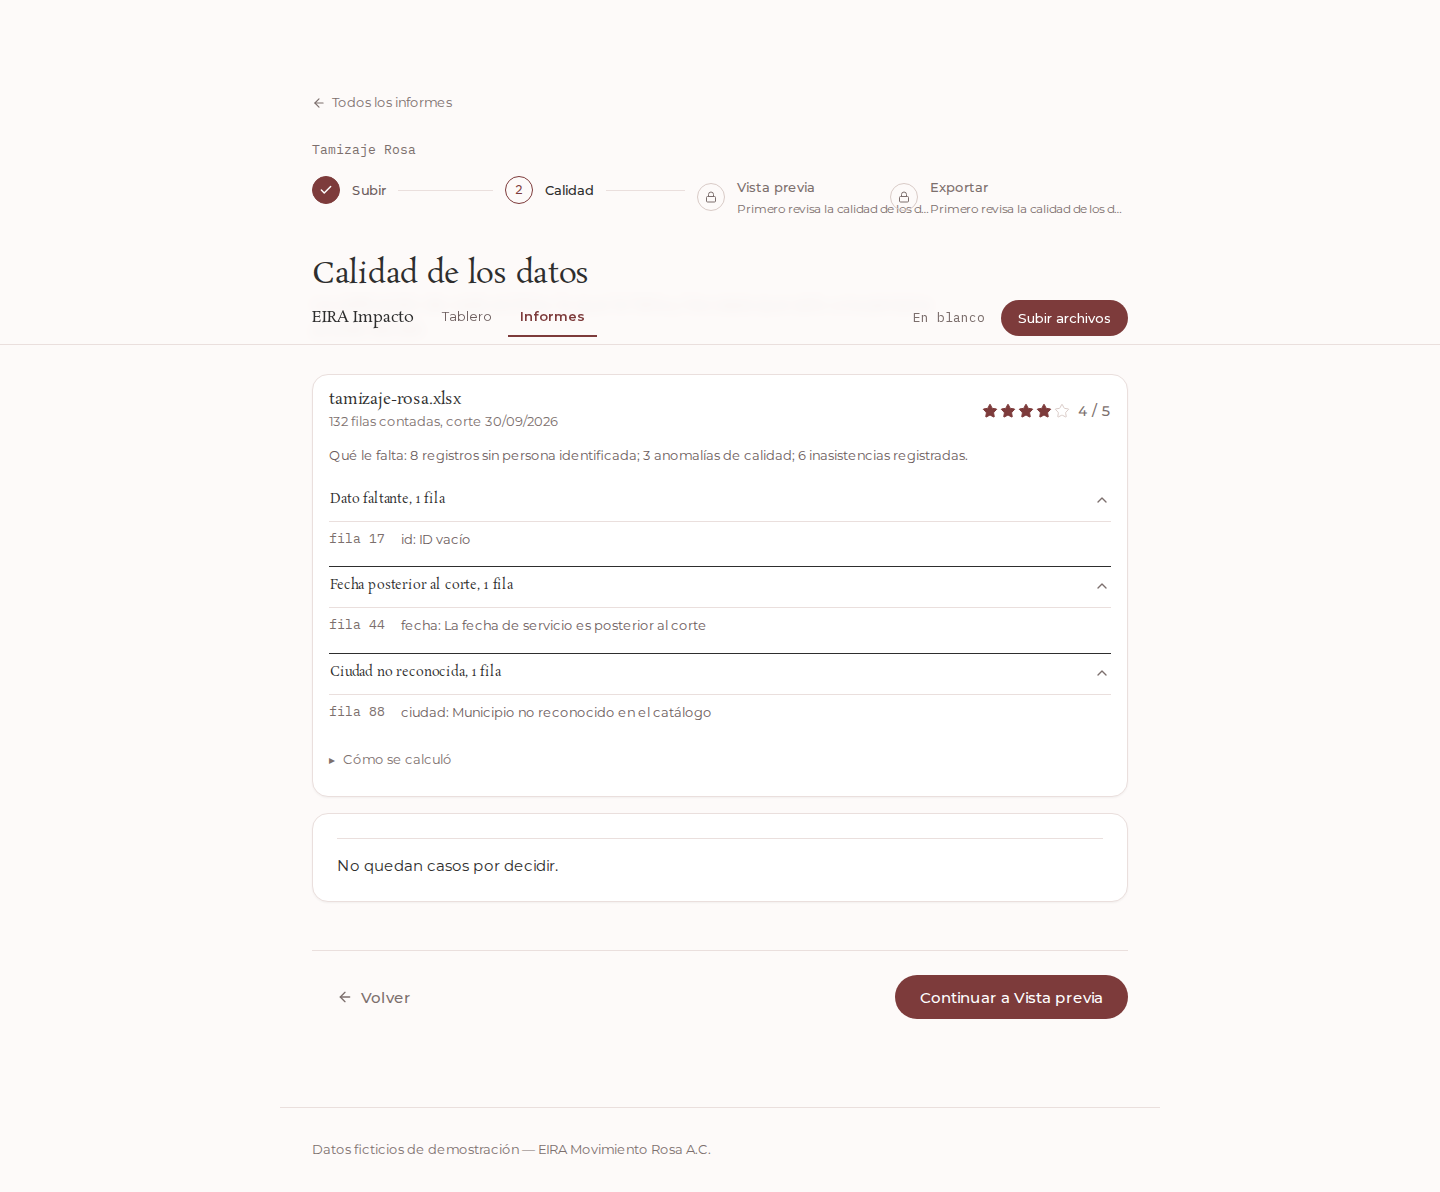 Todos los informes
Tamizaje Rosa
Subir
2 Calidad
Vista previa
Primero revisa la calidad de los d...
Exportar
Primero revisa la calidad de los d...
Calidad de los datos
EIRA Impacto Tablero Informes En blanco Subir archivos
tamizaje-rosa.xlsx
132 filas contadas, corte 30/09/2026
4 / 5
Qué le falta: 8 registros sin persona identificada; 3 anomalías de calidad; 6 inasistencias registradas.
Dato faltante, 1 fila
fila 17 id: ID vacío
Fecha posterior al corte, 1 fila
fila 44 fecha: La fecha de servicio es posterior al corte
Ciudad no reconocida, 1 fila
fila 88 ciudad: Municipio no reconocido en el catálogo
Cómo se calculó
No quedan casos por decidir.
Volver
Continuar a Vista previa
Datos ficticios de demostración — EIRA Movimiento Rosa A.C.